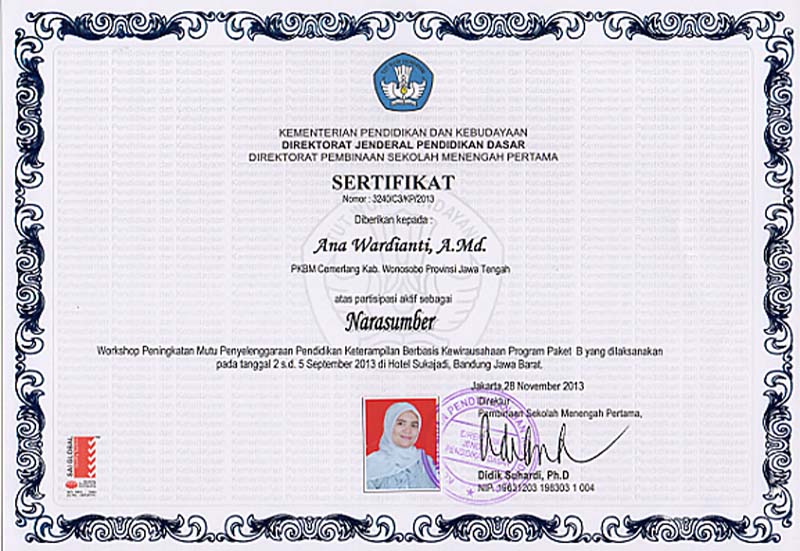 KEMENTERIAN PENDIDIKAN DAN KEBUDAYAAN
DIREKTORAT JENDERAL PENDIDIKAN DASAR
DIREKTORAT PEMBINAAN SEKOLAH MENENGAH PERTAMA
SERTIFIKAT
Nomor : 3240/C3/KP/2013
Diberikan kepada :
Ana Wardianti, A.Md.
PKBM Cemerlang Kab. Wonosobo Provinsi Jawa Tengah
atas partisipasi aktif sebagai
Narasumber
Workshop Peningkatan Mutu Penyelenggaraan Pendidikan Keterampilan Berbasis Kewirausahaan Program Paket B yang dilaksanakan
pada tanggal 2 s.d. 5 September 2013 di Hotel Sukajadi, Bandung Jawa Barat.
Jakarta,28 November 2013
Direktur
Pembinaan Sekolah Menengah Pertama,
Didik Suhardi, Ph.D
NIP. 19631203 198303 1 004
SAI GLOBAL